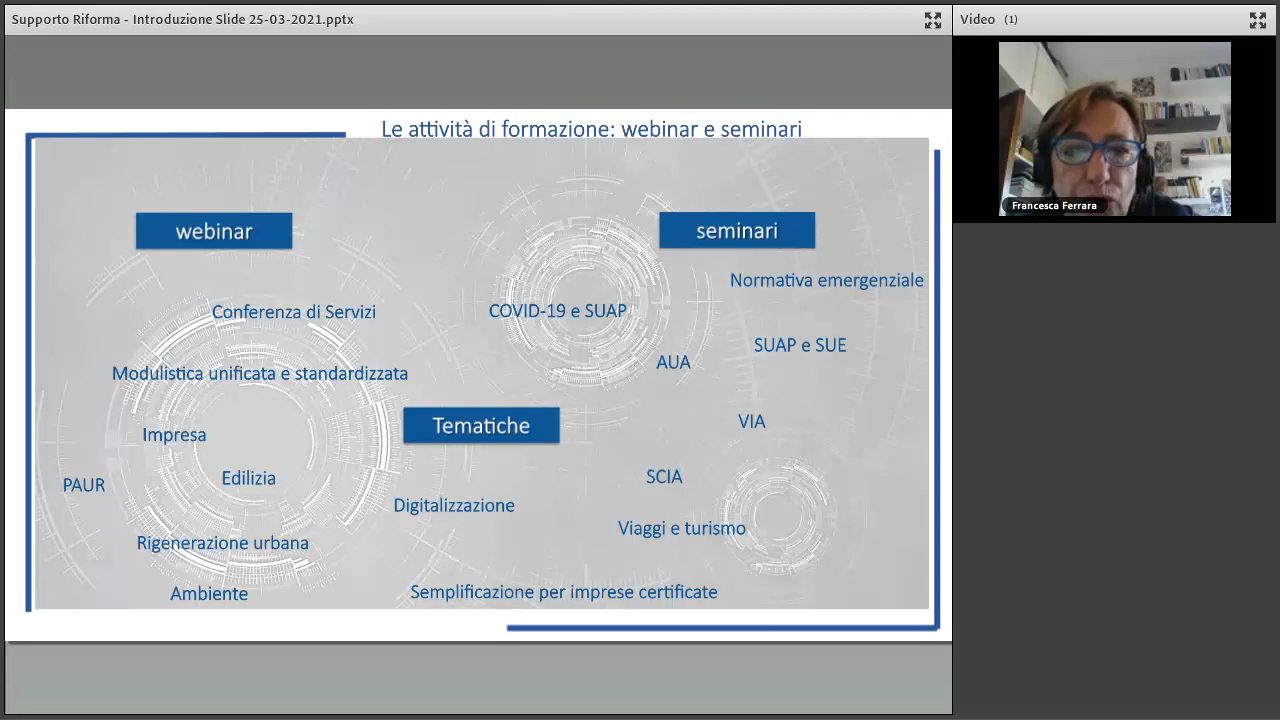 Supporto Riforma - Introduzione Slide 25-03-2021.pptx
Video (1)
Francesca Ferrara
Le attività di formazione: webinar e seminari
webinar
seminari
Normativa emergenziale
Conferenza di Servizi
COVID-19 e SUAP
SUAP e SUE
AUA
Modulistica unificata e standardizzata
Tematiche
VIA
Impresa
Edilizia
SCIA
PAUR
Digitalizzazione
Viaggi e turismo
Rigenerazione urbana
Ambiente
Semplificazione per imprese certificate